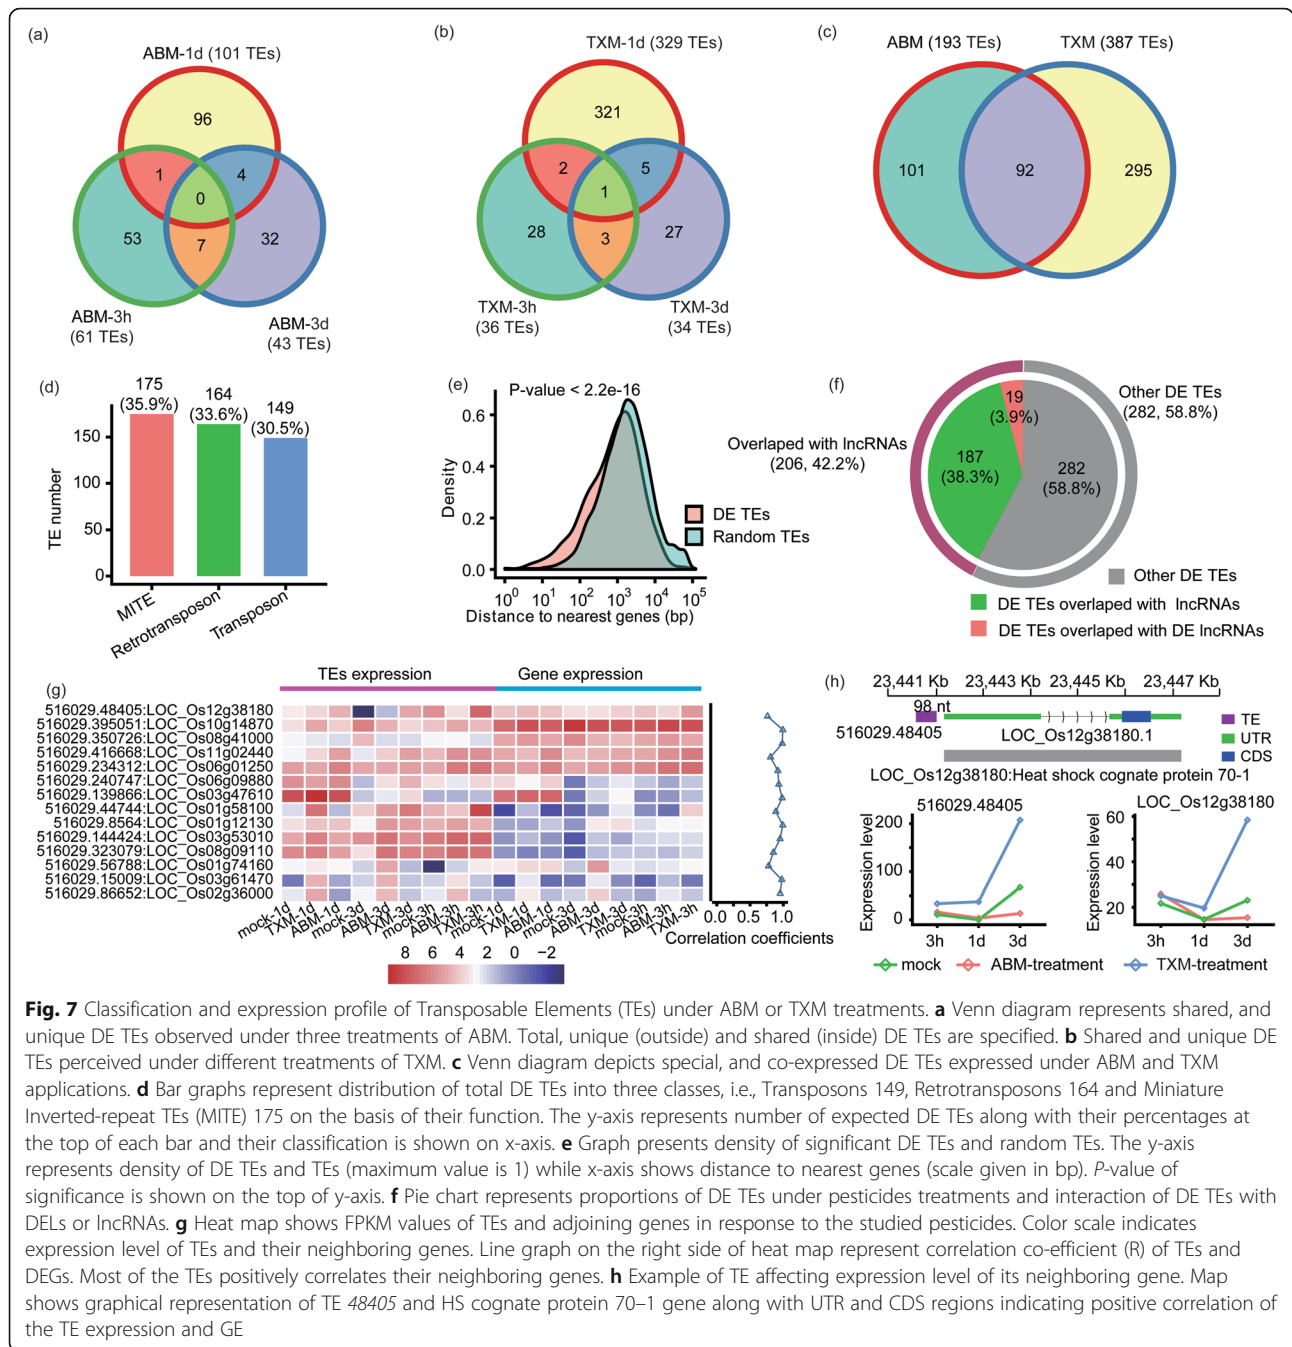 (a)
ABM-1d (101 TEs)
96
1
4
0
53
7
32
ABM-3h
(61 TEs)
ABM-3d
(43 TEs)
(b)
TXM-1d (329 TEs)
321
2
5
1
28
3
27
TXM-3h
(36 TEs)
TXM-3d
(34 TEs)
(c)
ABM (193 TEs)
TXM (387 TEs)
101
92
295
(d)
175
(35.9%)
164
(33.6%)
149
(30.5%)
TE number
150
100
50
0
MITE
Retrotransposon
Transposon
(e)
P-value < 2.2e-16
Density
0.6
0.4
0.2
0.0
DE TEs
Random TEs
10^0 10^1 10^2 10^3 10^4 10^5
Distance to nearest genes (bp)
(f)
Other DE TEs
(282, 58.8%)
Overlaped with lncRNAs
(206, 42.2%)
19
(3.9%)
187
(38.3%)
282
(58.8%)
Other DE TEs
DE TEs overlaped with lncRNAs
DE TEs overlaped with DE lncRNAs
(g)
TEs expression
Gene expression
516029.48405:LOC_Os12g38180
516029.395051:LOC_Os10g14870
516029.350726:LOC_Os08g41000
516029.416668:LOC_Os11g02440
516029.234312:LOC_Os06g01250
516029.240747:LOC_Os06g09880
516029.139866:LOC_Os03g47610
516029.44744:LOC_Os01g58100
516029.8564:LOC_Os01g12130
516029.144424:LOC_Os03g53010
516029.323079:LOC_Os08g09110
516029.56788:LOC_Os01g74160
516029.15009:LOC_Os03g61470
516029.86652:LOC_Os02g36000
mock-1d
TXM-1d
ABM-1d
mock-3d
ABM-3d
TXM-3d
mock-3h
ABM-3h
TXM-3h
mock-1d
TXM-1d
ABM-1d
mock-3d
ABM-3d
TXM-3d
mock-3h
ABM-3h
TXM-3h
0.0 0.5 1.0
Correlation coefficients
8 6 4 2 0 −2
(h)
23,441 Kb 23,443 Kb 23,445 Kb 23,447 Kb
98 nt
516029.48405
LOC_Os12g38180.1
TE
UTR
CDS
LOC_Os12g38180:Heat shock cognate protein 70-1
516029.48405
Expression level
200
100
0
3h 1d 3d
LOC_Os12g38180
Expression level
60
40
20
3h 1d 3d
mock ABM-treatment TXM-treatment
Fig. 7 Classification and expression profile of Transposable Elements (TEs) under ABM or TXM treatments. a Venn diagram represents shared, and
unique DE TEs observed under three treatments of ABM. Total, unique (outside) and shared (inside) DE TEs are specified. b Shared and unique DE
TEs perceived under different treatments of TXM. c Venn diagram depicts special, and co-expressed DE TEs expressed under ABM and TXM
applications. d Bar graphs represent distribution of total DE TEs into three classes, i.e., Transposons 149, Retrotransposons 164 and Miniature
Inverted-repeat TEs (MITE) 175 on the basis of their function. The y-axis represents number of expected DE TEs along with their percentages at
the top of each bar and their classification is shown on x-axis. e Graph presents density of significant DE TEs and random TEs. The y-axis
represents density of DE TEs and TEs (maximum value is 1) while x-axis shows distance to nearest genes (scale given in bp). P-value of
significance is shown on the top of y-axis. f Pie chart represents proportions of DE TEs under pesticides treatments and interaction of DE TEs with
DELs or lncRNAs. g Heat map shows FPKM values of TEs and adjoining genes in response to the studied pesticides. Color scale indicates
expression level of TEs and their neighboring genes. Line graph on the right side of heat map represent correlation co-efficient (R) of TEs and
DEGs. Most of the TEs positively correlates their neighboring genes. h Example of TE affecting expression level of its neighboring gene. Map
shows graphical representation of TE 48405 and HS cognate protein 70–1 gene along with UTR and CDS regions indicating positive correlation of
the TE expression and GE